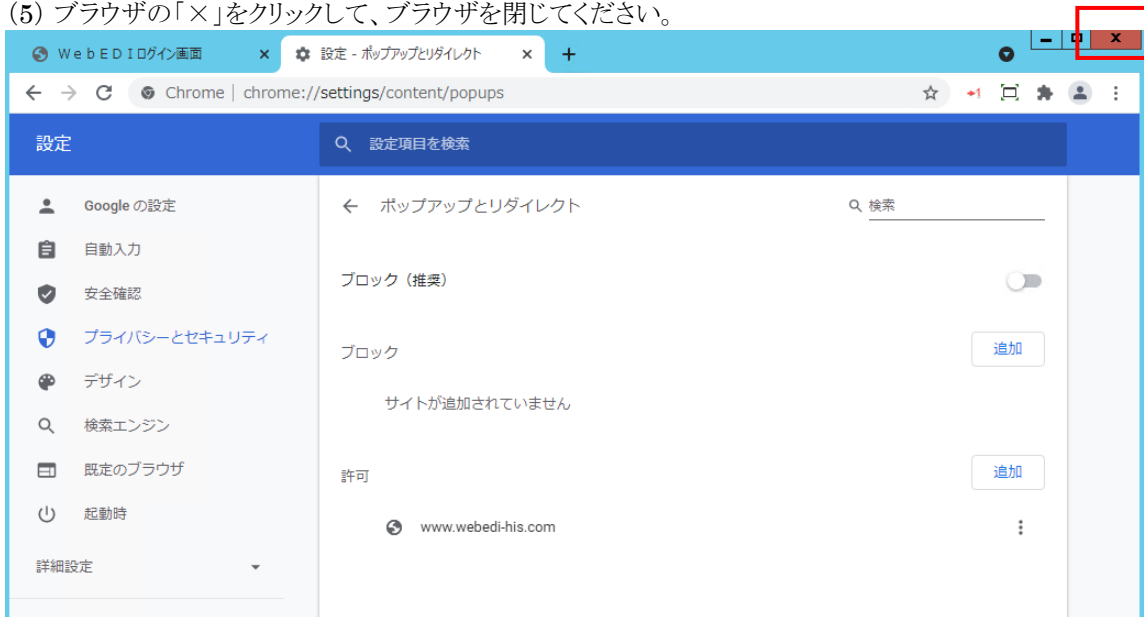 (5) ブラウザの「×」をクリックして、ブラウザを閉じてください。
WebEDIログイン画面
設定 - ポップアップとリダイレクト
Chrome | chrome://settings/content/popups
設定
設定項目を検索
Google の設定
ポップアップとリダイレクト
検索
自動入力
ブロック（推奨）
安全確認
プライバシーとセキュリティ
ブロック
追加
デザイン
サイトが追加されていません
検索エンジン
既定のブラウザ
許可
追加
起動時
www.webedi-his.com
詳細設定